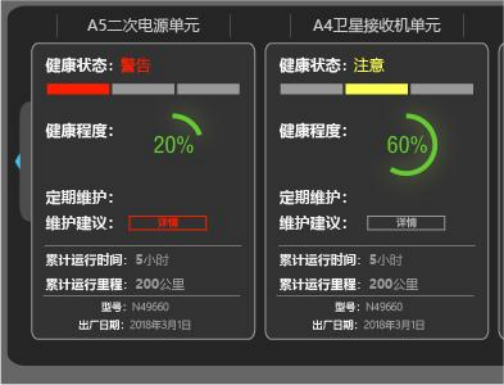 A5二次电源单元
健康状态：警告
健康程度：
20%
定期维护：
维护建议：详情
累计运行时间：5小时
累计运行里程：200公里
型号：N49660
出厂日期：2018年3月1日
A4卫星接收机单元
健康状态：注意
健康程度：
60%
定期维护：
维护建议：详情
累计运行时间：5小时
累计运行里程：200公里
型号：N49660
出厂日期：2018年3月1日